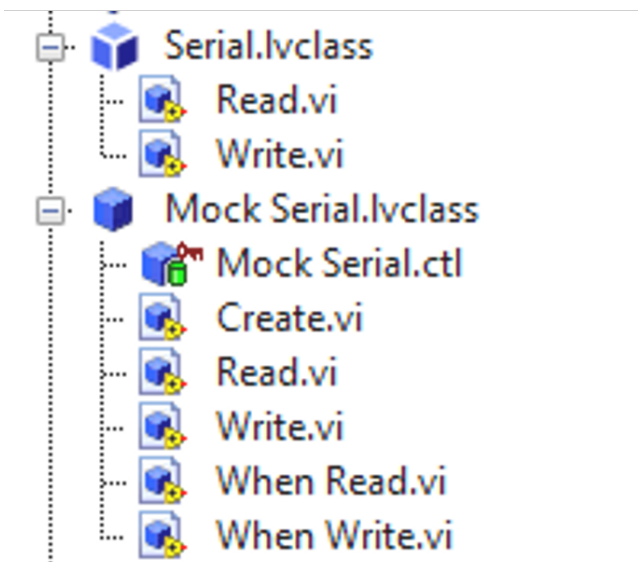 Serial.lvclass
Read.vi
Write.vi
Mock Serial.lvclass
Mock Serial.ctl
Create.vi
Read.vi
Write.vi
When Read.vi
When Write.vi